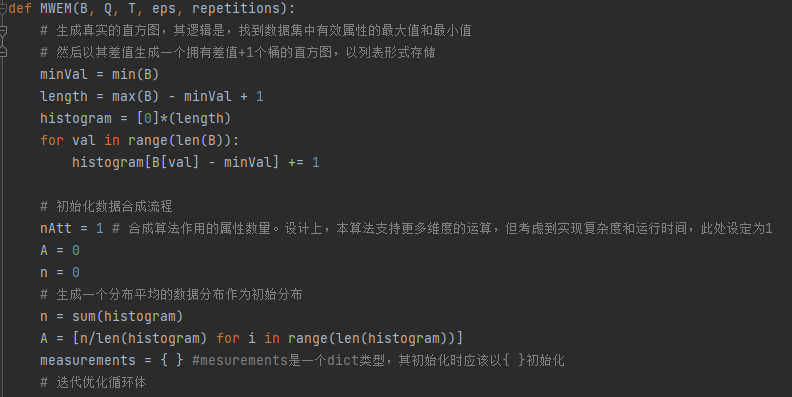 def MWEM(B, Q, T, eps, repetitions):
    # 生成真实的直方图，其逻辑是，找到数据集中有效属性的最大值和最小值
    # 然后以其差值生成一个拥有差值+1个桶的直方图，以列表形式存储
    minVal = min(B)
    length = max(B) - minVal + 1
    histogram = [0]*(length)
    for val in range(len(B)):
        histogram[B[val] - minVal] += 1
    # 初始化数据合成流程
    nAtt = 1 # 合成算法作用的属性数量。设计上，本算法支持更多维度的运算，但考虑到实现复杂度和运行时间，此处设定为1
    A = 0
    n = 0
    # 生成一个分布平均的数据分布作为初始分布
    n = sum(histogram)
    A = [n/len(histogram) for i in range(len(histogram))]
    measurements = { } #mesurements是一个dict类型，其初始化时应该以{ }初始化
    # 迭代优化循环体